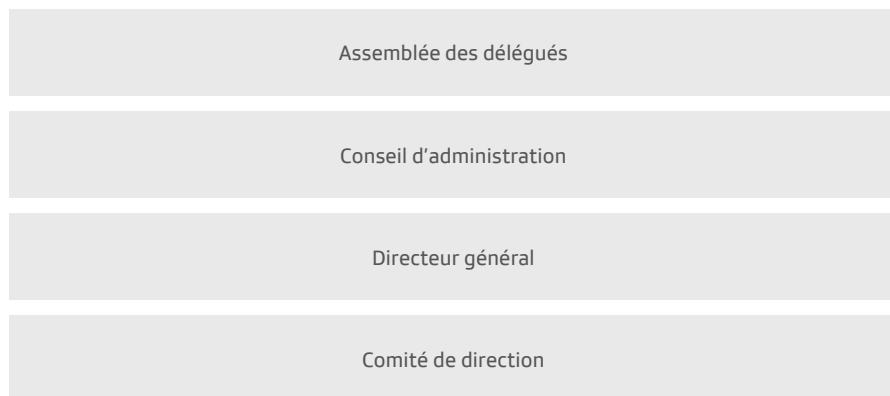 Assemblée des délégués
Conseil d'administration
Directeur général
Comité de direction